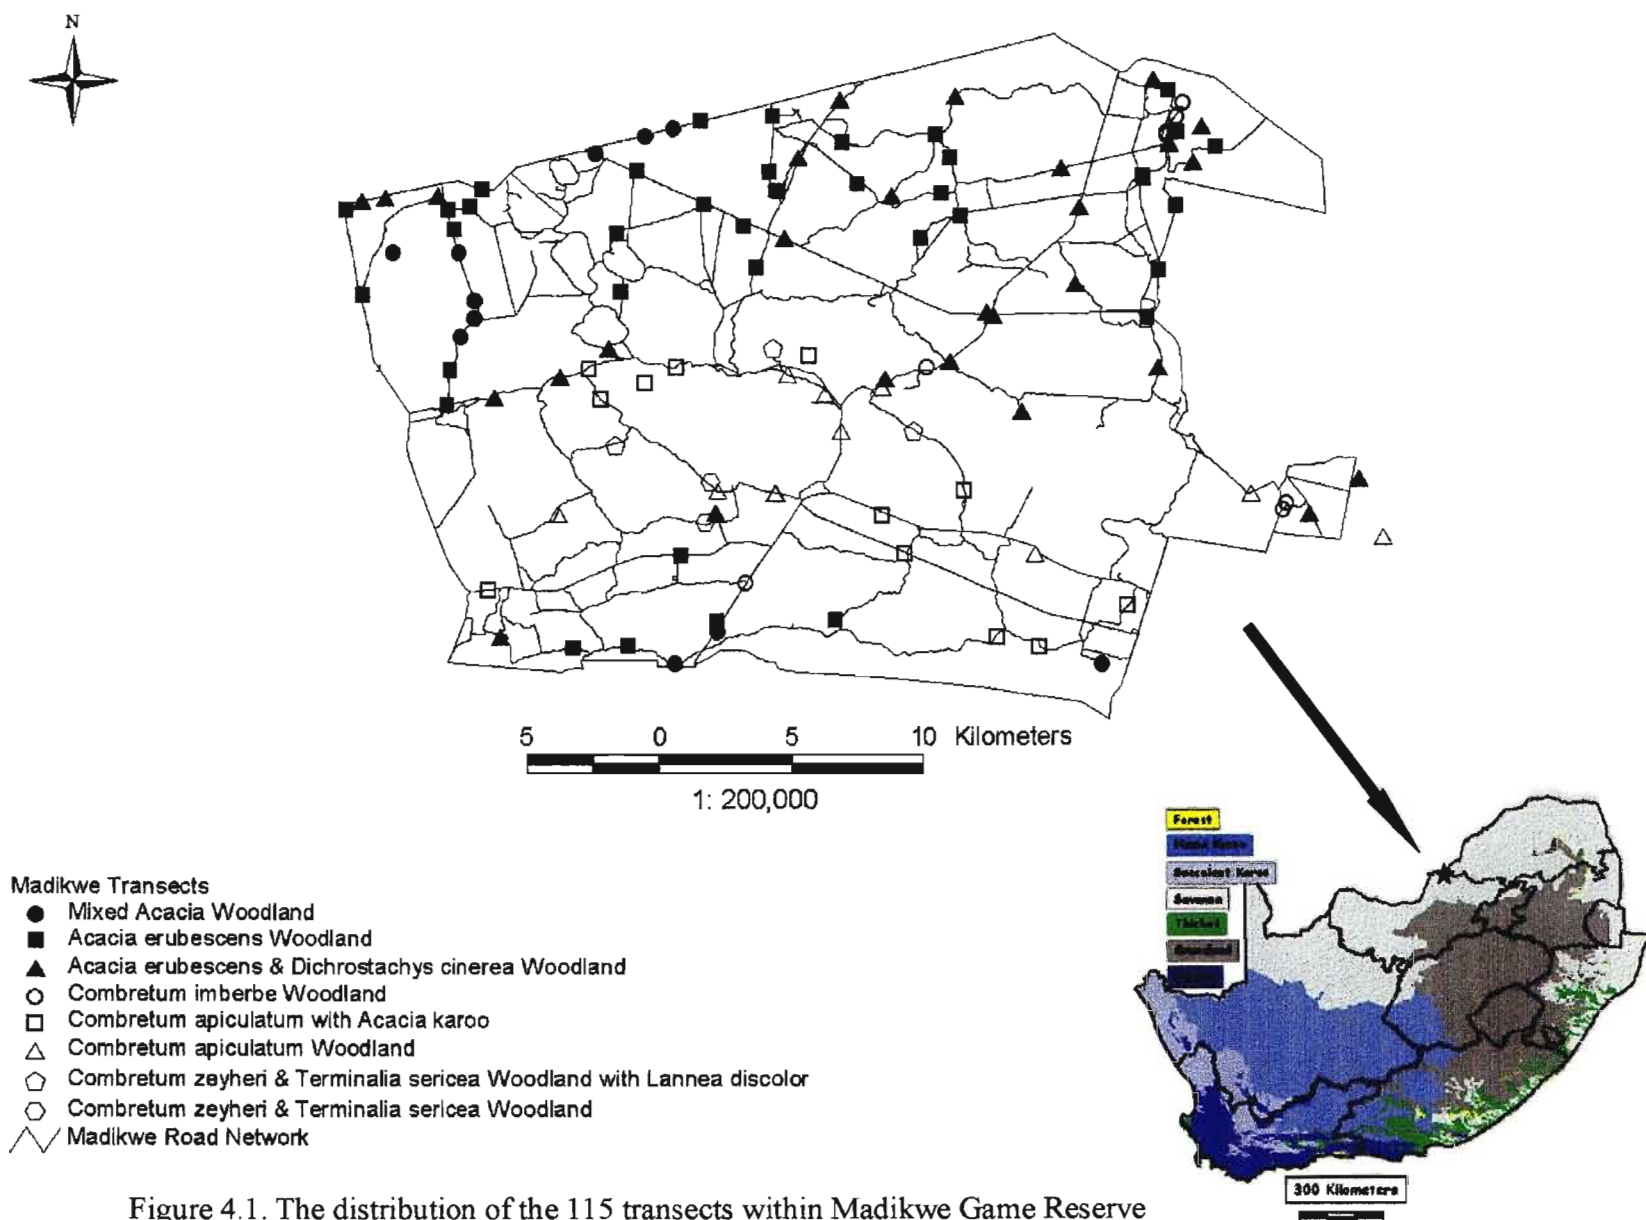 N
5 0 5 10 Kilometers
1: 200,000
Madikwe Transects
Mixed Acacia Woodland
Acacia erubescens Woodland
Acacia erubescens & Dichrostachys cinerea Woodland
Combretum imberbe Woodland
Combretum apiculatum with Acacia karoo
Combretum apiculatum Woodland
Combretum zeyheri & Terminalia sericea Woodland with Lannea discolor
Combretum zeyheri & Terminalia sericea Woodland
Madikwe Road Network
Forest
Nama Karoo
Succulent Karoo
Savanna
Thicket
Grassland
300 Kilometers
Figure 4.1. The distribution of the 115 transects within Madikwe Game Reserve